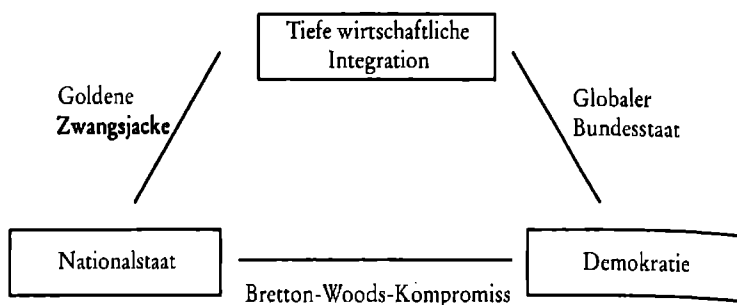 Tiefe wirtschaftliche
Integration
Goldene
Zwangsjacke
Globaler
Bundesstaat
Nationalstaat
Demokratie
Bretton-Woods-Kompromiss